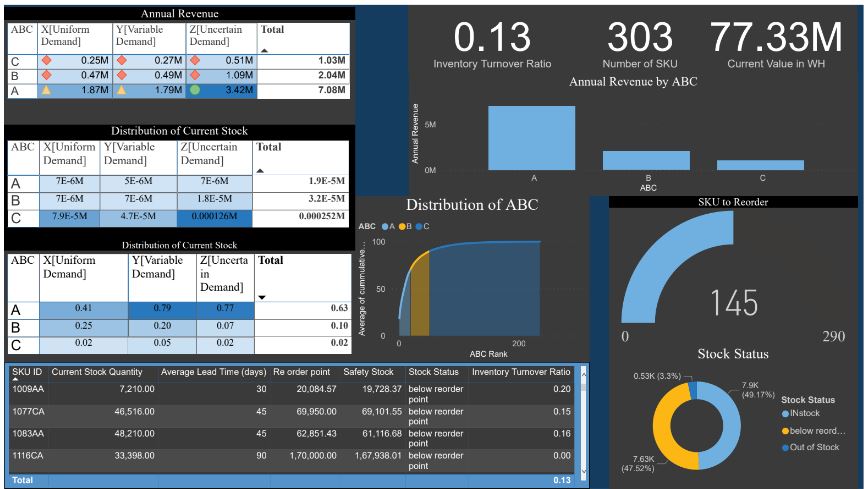 Annual Revenue
ABC X[Uniform Demand] Y[Variable Demand] Z[Uncertain Demand] Total
C 0.25M 0.27M 0.51M 1.03M
B 0.47M 0.49M 1.09M 2.04M
A 1.87M 1.79M 3.42M 7.08M
0.13
Inventory Turnover Ratio
303
Number of SKU
77.33M
Current Value in WH
Annual Revenue by ABC
Annual Revenue
5M
0M
A B C
ABC
Distribution of Current Stock
ABC X[Uniform Demand] Y[Variable Demand] Z[Uncertain Demand] Total
A 7E-6M 5E-6M 7E-6M 1.9E-5M
B 7E-6M 7E-6M 1.8E-5M 3.2E-5M
C 7.9E-5M 4.7E-5M 0.000126M 0.000252M
Distribution of Current Stock
ABC X[Uniform Demand] Y[Variable Demand] Z[Uncerta in Demand] Total
A 0.41 0.79 0.77 0.63
B 0.25 0.20 0.07 0.10
C 0.02 0.05 0.02 0.02
Distribution of ABC
ABC A B C
Average of cummulative...
100
50
0
0 200
ABC Rank
SKU to Reorder
145
0 290
Stock Status
0.53K (3.3%)
7.9K (49.17%)
7.63K (47.52%)
Stock Status
INstock
below reord...
Out of Stock
SKU ID Current Stock Quantity Average Lead Time (days) Re order point Safety Stock Stock Status Inventory Turnover Ratio
1009AA 7,210.00 30 20,084.57 19,728.37 below reorder point 0.20
1077CA 46,516.00 45 69,950.00 69,101.55 below reorder point 0.15
1083AA 48,210.00 45 62,851.43 61,116.68 below reorder point 0.16
1116CA 33,398.00 90 1,70,000.00 1,67,938.01 below reorder point 0.00
Total 0.13